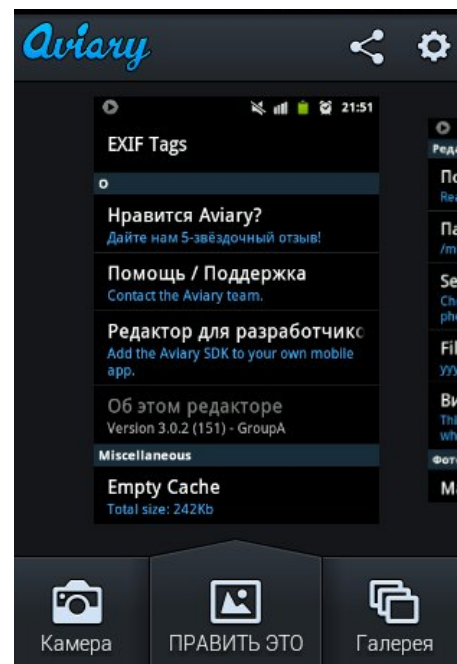 Aviary
21:51
EXIF Tags
О
Нравится Aviary?
Дайте нам 5-звёздочный отзыв!
Помощь / Поддержка
Contact the Aviary team.
Редактор для разработчико
Add the Aviary SDK to your own mobile
app.
Об этом редакторе
Version 3.0.2 (151) - GroupA
Miscellaneous
Empty Cache
Total size: 242Kb
Камера
ПРАВИТЬ ЭТО
Галерея